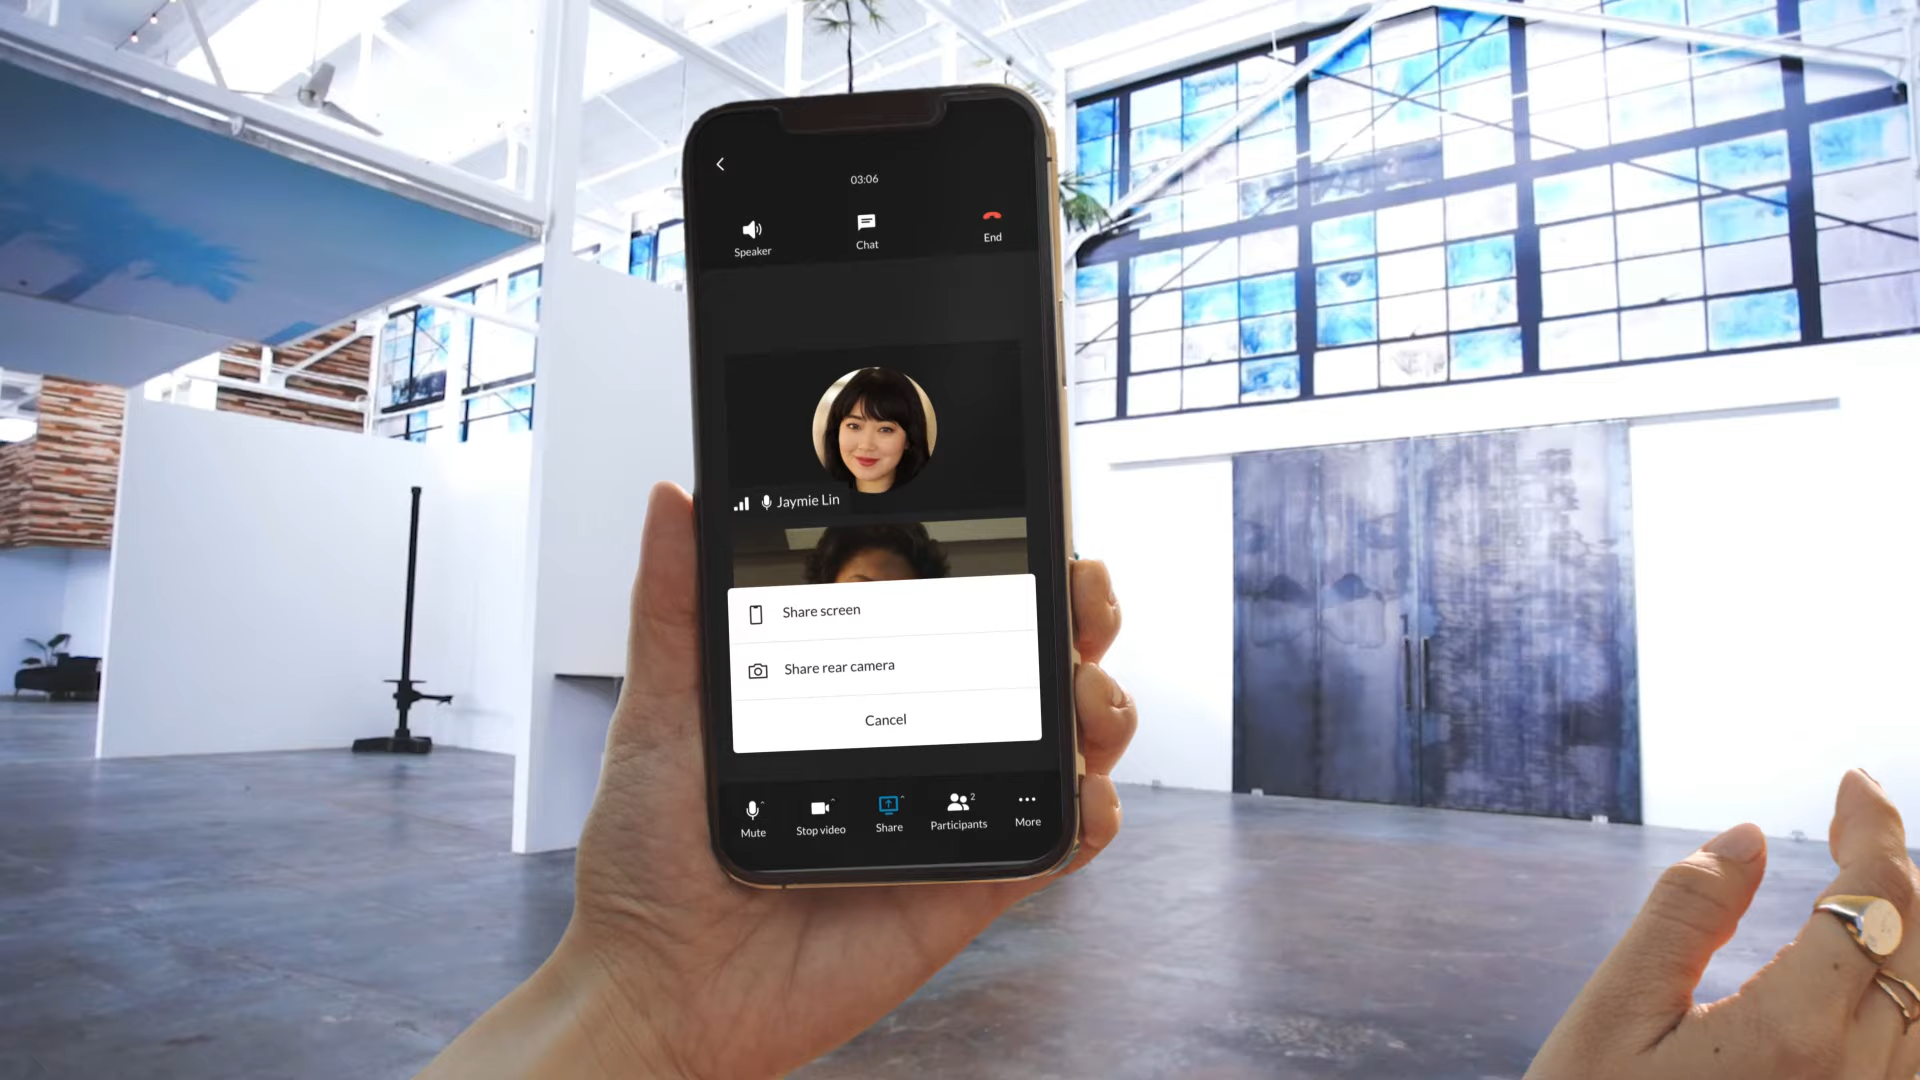 03:06
Speaker
Chat
End
Jaymie Lin
Share screen
Share rear camera
Cancel
Mute
Stop video
Share
Participants
2
More